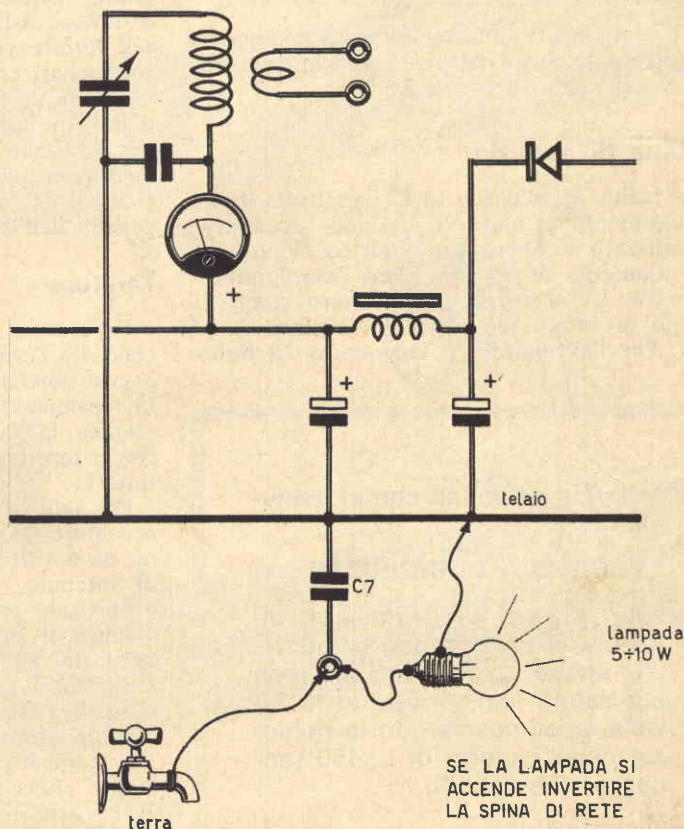 +
+
+
telaio
C7
lampada
5÷10 W
SE LA LAMPADA SI
ACCENDE INVERTIRE
LA SPINA DI RETE
terra